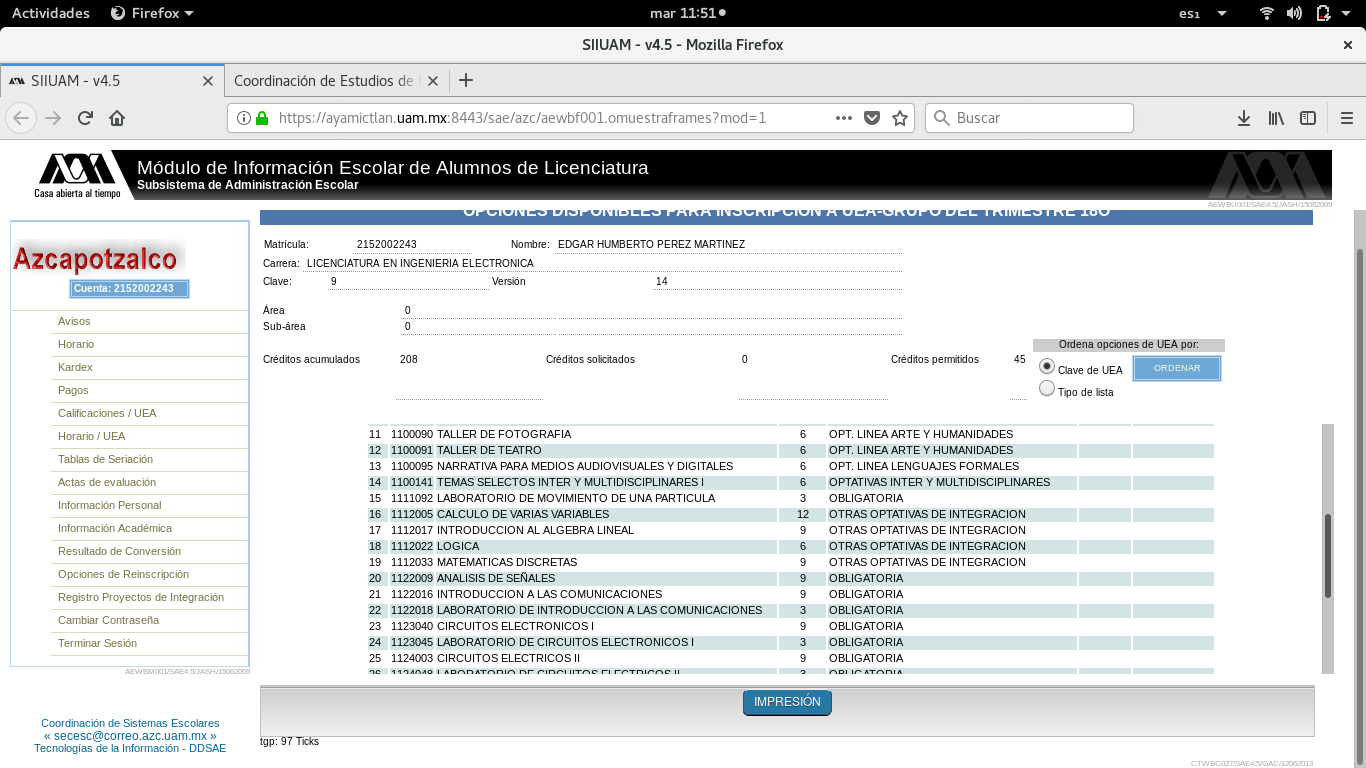 Actividades Firefox mar 11:51 es1
SIIUAM - v4.5 - Mozilla Firefox
SIIUAM - v4.5 Coordinación de Estudios de
https://ayamictlan.uam.mx:8443/sae/azc/aewbf001.omuestraframes?mod=1 Buscar
Casa abierta al tiempo
Módulo de Información Escolar de Alumnos de Licenciatura
Subsistema de Administración Escolar
AEWBU001/SAE4.5/JASH/15062009
Azcapotzalco
Cuenta: 2152002243
Avisos
Horario
Kardex
Pagos
Calificaciones / UEA
Horario / UEA
Tablas de Seriación
Actas de evaluación
Información Personal
Información Académica
Resultado de Conversión
Opciones de Reinscripción
Registro Proyectos de Integración
Cambiar Contraseña
Terminar Sesión
AEWBM001/SAE4.5/JASH/15062009
Coordinación de Sistemas Escolares
« secesc@correo.azc.uam.mx »
Tecnologías de la Información - DDSAE
OPCIONES DISPONIBLES PARA INSCRIPCION A UEA-GRUPO DEL TRIMESTRE 18O
Matrícula: 2152002243 Nombre: EDGAR HUMBERTO PEREZ MARTINEZ
Carrera: LICENCIATURA EN INGENIERIA ELECTRONICA
Clave: 9 Versión 14
Área 0
Sub-área 0
Créditos acumulados 208 Créditos solicitados 0 Créditos permitidos 45
Ordena opciones de UEA por:
Clave de UEA ORDENAR
Tipo de lista
11 1100090 TALLER DE FOTOGRAFIA 6 OPT. LINEA ARTE Y HUMANIDADES
12 1100091 TALLER DE TEATRO 6 OPT. LINEA ARTE Y HUMANIDADES
13 1100095 NARRATIVA PARA MEDIOS AUDIOVISUALES Y DIGITALES 6 OPT. LINEA LENGUAJES FORMALES
14 1100141 TEMAS SELECTOS INTER Y MULTIDISCIPLINARES I 6 OPTATIVAS INTER Y MULTIDISCIPLINARES
15 1111092 LABORATORIO DE MOVIMIENTO DE UNA PARTICULA 3 OBLIGATORIA
16 1112005 CALCULO DE VARIAS VARIABLES 12 OTRAS OPTATIVAS DE INTEGRACION
17 1112017 INTRODUCCION AL ALGEBRA LINEAL 9 OTRAS OPTATIVAS DE INTEGRACION
18 1112022 LOGICA 6 OTRAS OPTATIVAS DE INTEGRACION
19 1112033 MATEMATICAS DISCRETAS 9 OTRAS OPTATIVAS DE INTEGRACION
20 1122009 ANALISIS DE SEÑALES 9 OBLIGATORIA
21 1122016 INTRODUCCION A LAS COMUNICACIONES 9 OBLIGATORIA
22 1122018 LABORATORIO DE INTRODUCCION A LAS COMUNICACIONES 3 OBLIGATORIA
23 1123040 CIRCUITOS ELECTRONICOS I 9 OBLIGATORIA
24 1123045 LABORATORIO DE CIRCUITOS ELECTRONICOS I 3 OBLIGATORIA
25 1124003 CIRCUITOS ELECTRICOS II 9 OBLIGATORIA
26 1124048 LABORATORIO DE CIRCUITOS ELECTRICOS II 3 OBLIGATORIA
IMPRESIÓN
tgp: 97 Ticks
CTWBC027/SAE4.5/GAC/12062013